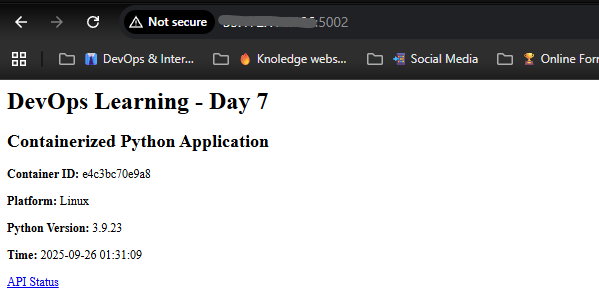 Not secure :5002
DevOps & Inter... Knoledge webs... Social Media Online Forr
DevOps Learning - Day 7
Containerized Python Application
Container ID: e4c3bc70e9a8
Platform: Linux
Python Version: 3.9.23
Time: 2025-09-26 01:31:09
API Status